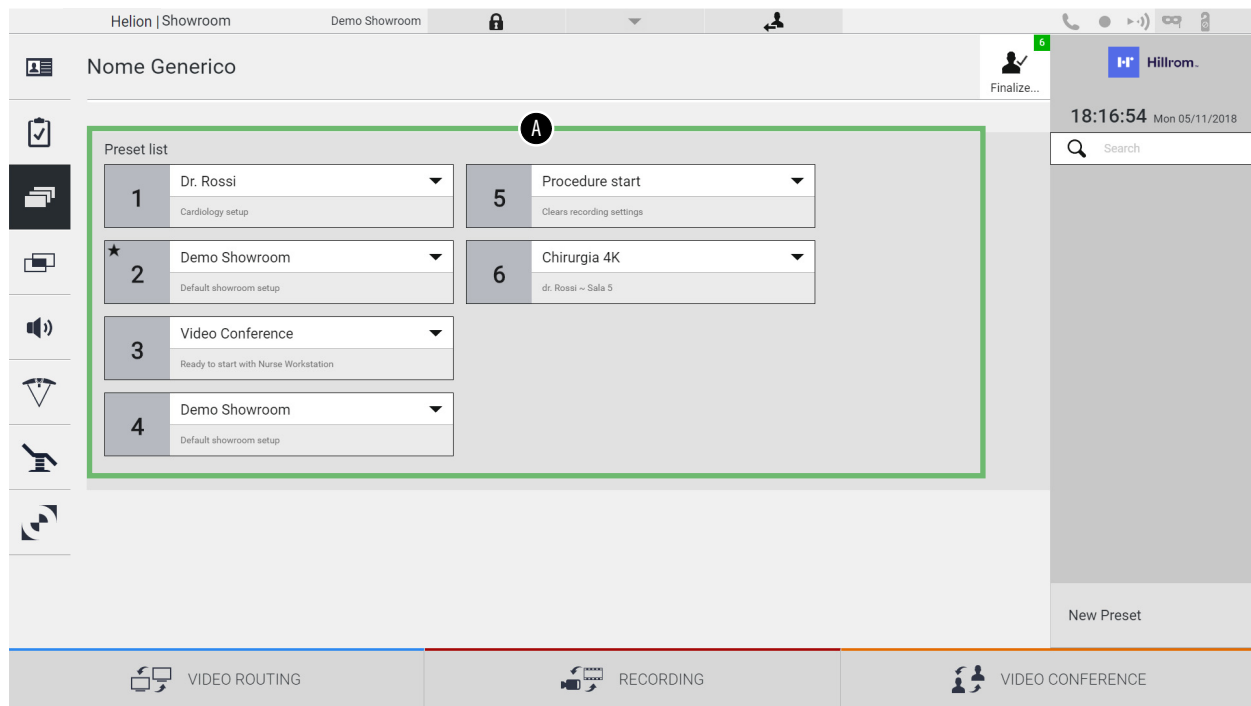 Helion | Showroom
Demo Showroom
Nome Generico
6
Finalize...
Hillrom™
18:16:54 Mon 05/11/2018
Search
A
Preset list
1
Dr. Rossi
Cardiology setup
2
Demo Showroom
Default showroom setup
3
Video Conference
Ready to start with Nurse Workstation
4
Demo Showroom
Default showroom setup
5
Procedure start
Clears recording settings
6
Chirurgia 4K
dr. Rossi ~ Sala 5
New Preset
VIDEO ROUTING
RECORDING
VIDEO CONFERENCE